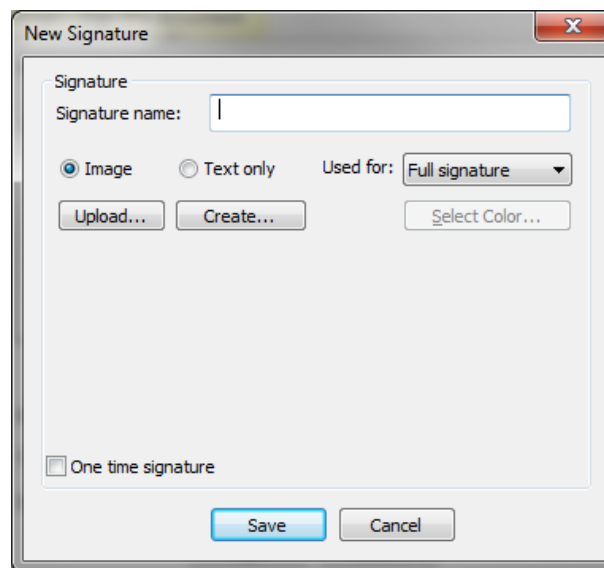 New Signature
Signature
Signature name:
Image Text only Used for: Full signature
Upload... Create... Select Color...
One time signature
Save Cancel